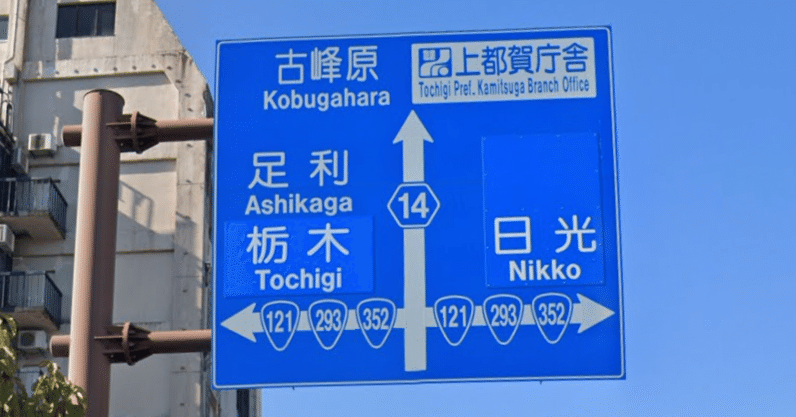 古峰原
Kobugahara
上都賀庁舎
Tochigi Pref. Kamitsuga Branch Office
足利
Ashikaga
栃木
Tochigi
14
日光
Nikko
121 293 352 121 293 352